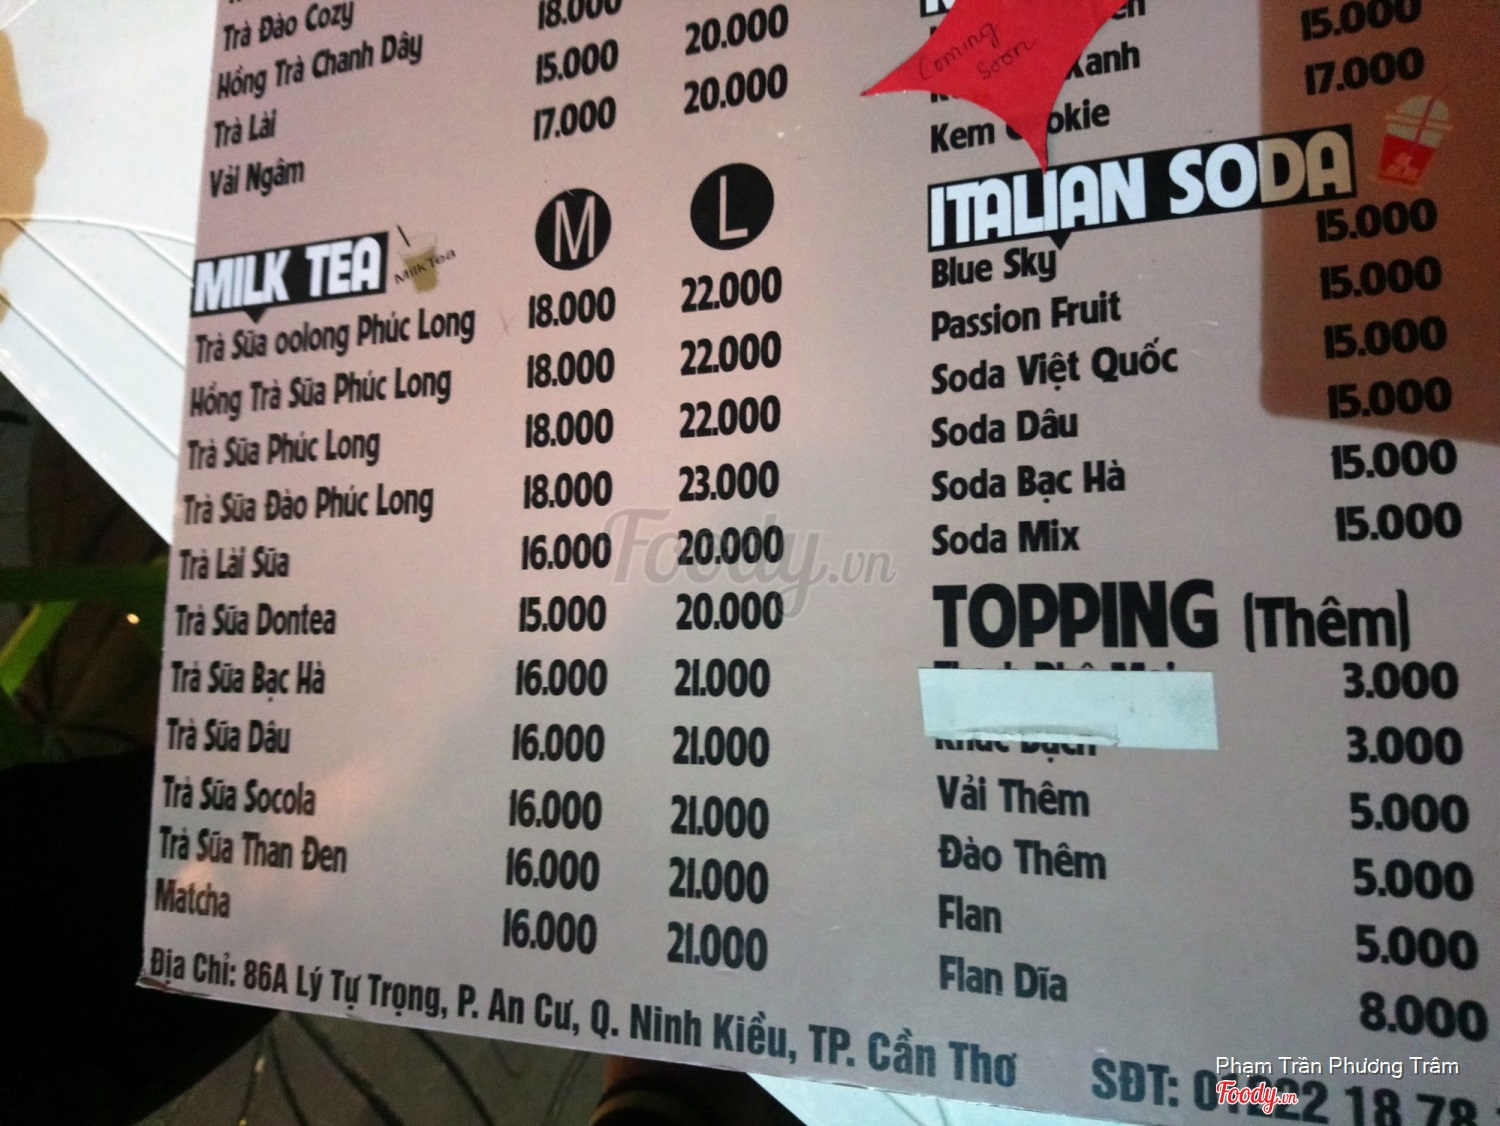 Trà Đào Cozy 18.000 20.000
Hồng Trà Chanh Dây 15.000 20.000
Trà Lài 17.000
Vải Ngâm
MILK TEA Milk Tea M L
Trà Sữa oolong Phúc Long 18.000 22.000
Hồng Trà Sữa Phúc Long 18.000 22.000
Trà Sữa Phúc Long 18.000 22.000
Trà Sữa Đào Phúc Long 18.000 23.000
Trà Lài Sữa 16.000 20.000
Trà Sữa Dontea 15.000 20.000
Trà Sữa Bạc Hà 16.000 21.000
Trà Sữa Dâu 16.000 21.000
Trà Sữa Socola 16.000 21.000
Trà Sữa Than Đen 16.000 21.000
Matcha 16.000 21.000
Coming
Soon
15.000
Xanh 17.000
Kem
ITALIAN SODA
Blue Sky 15.000
Passion Fruit 15.000
Soda Việt Quốc 15.000
Soda Dâu 15.000
Soda Bạc Hà 15.000
Soda Mix 15.000
TOPPING (Thêm)
3.000
3.000
Vải Thêm 5.000
Đào Thêm 5.000
Flan 5.000
Flan Dĩa 8.000
Địa Chỉ: 86A Lý Tự Trọng, P. An Cư, Q. Ninh Kiều, TP. Cần Thơ
SĐT: 01222 18 78
Foody.vn
Phạm Trần Phương Trâm
Foody.vn